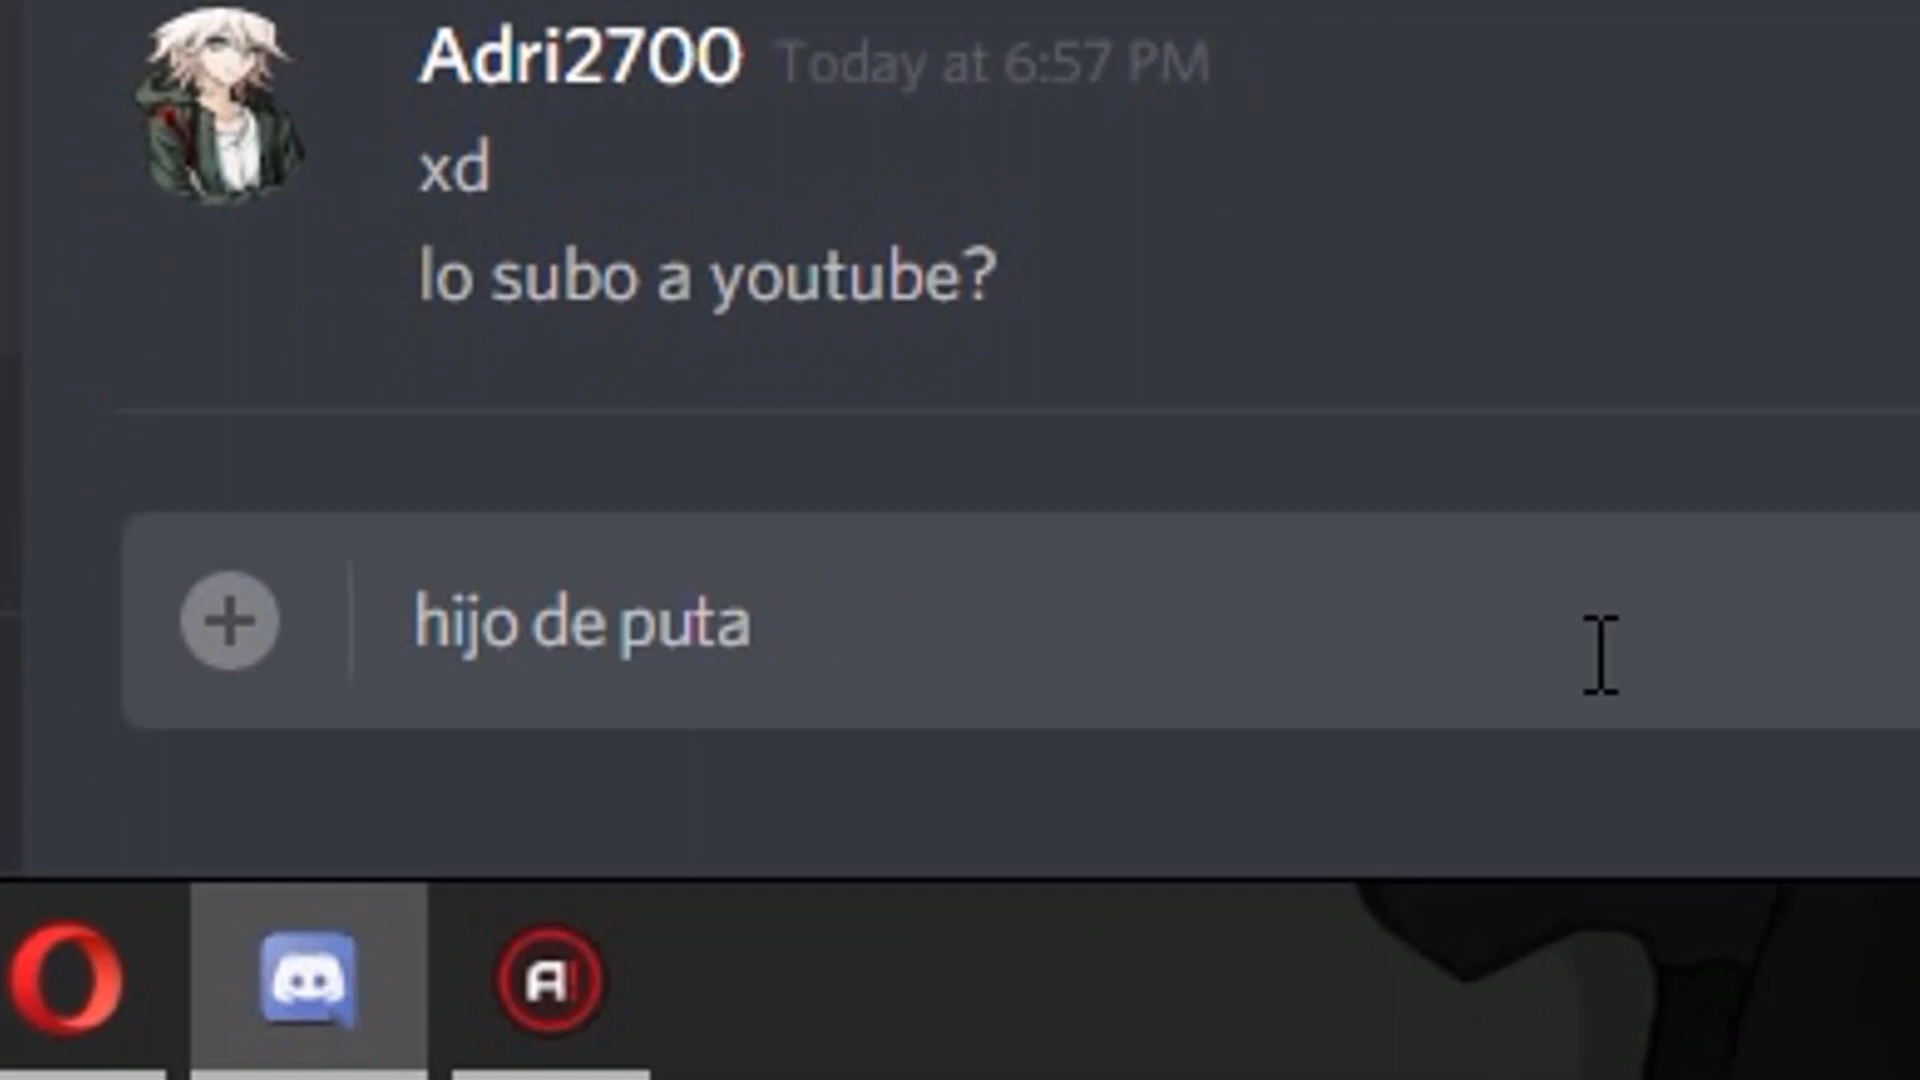 Adri2700 Today at 6:57 PM
xd
lo subo a youtube?
hijo de puta
A!